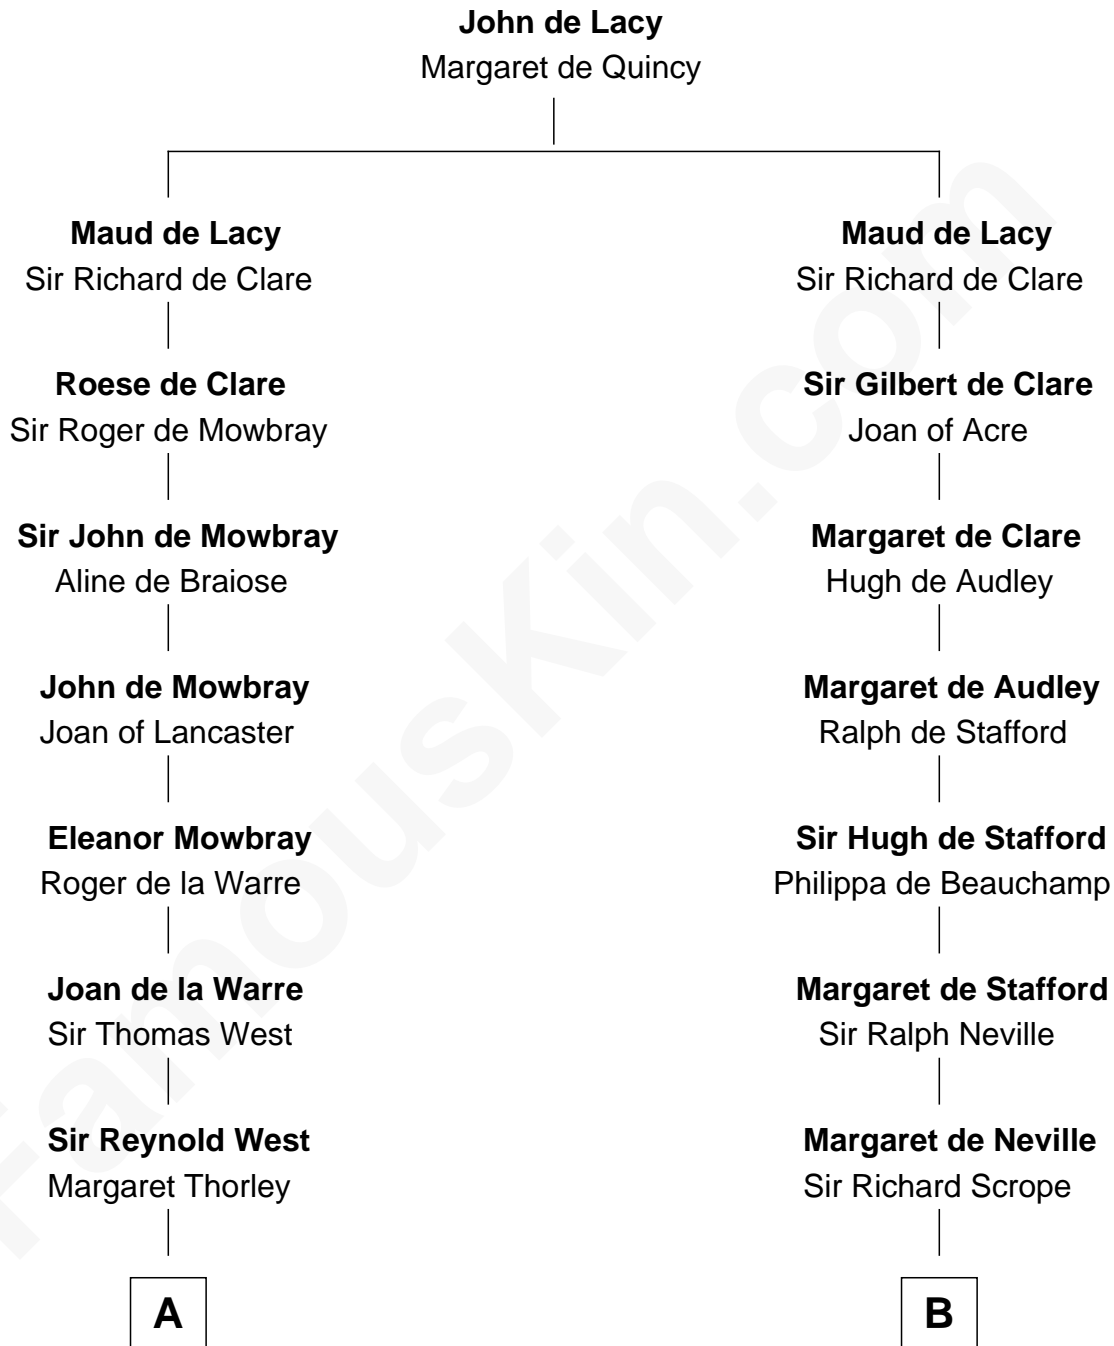 John de Lacy
Margaret de Quincy
Maud de Lacy
Sir Richard de Clare
Maud de Lacy
Sir Richard de Clare
Roese de Clare
Sir Roger de Mowbray
Sir Gilbert de Clare
Joan of Acre
Sir John de Mowbray
Aline de Braiose
Margaret de Clare
Hugh de Audley
John de Mowbray
Joan of Lancaster
Margaret de Audley
Ralph de Stafford
Eleanor Mowbray
Roger de la Warre
Sir Hugh de Stafford
Philippa de Beauchamp
Joan de la Warre
Sir Thomas West
Margaret de Stafford
Sir Ralph Neville
Sir Reynold West
Margaret Thorley
Margaret de Neville
Sir Richard Scrope
A
B
FamousKin.com